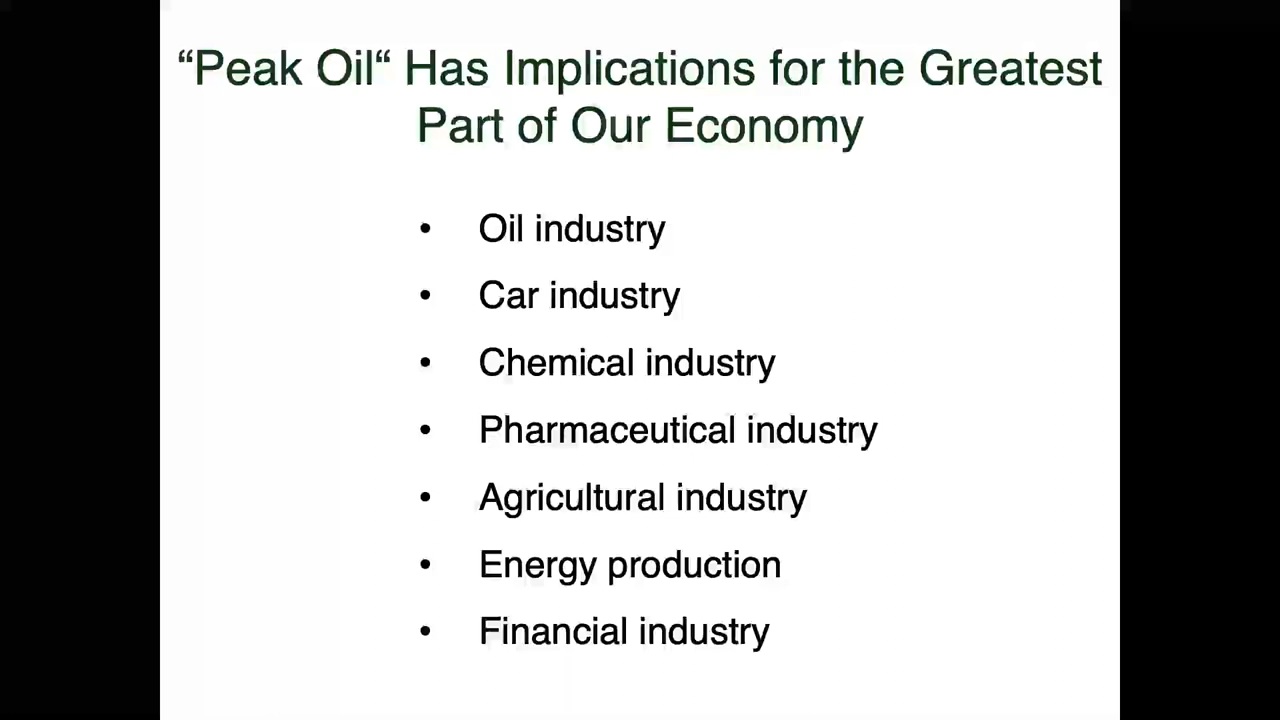 “Peak Oil“ Has Implications for the Greatest
Part of Our Economy
• Oil industry
• Car industry
• Chemical industry
• Pharmaceutical industry
• Agricultural industry
• Energy production
• Financial industry